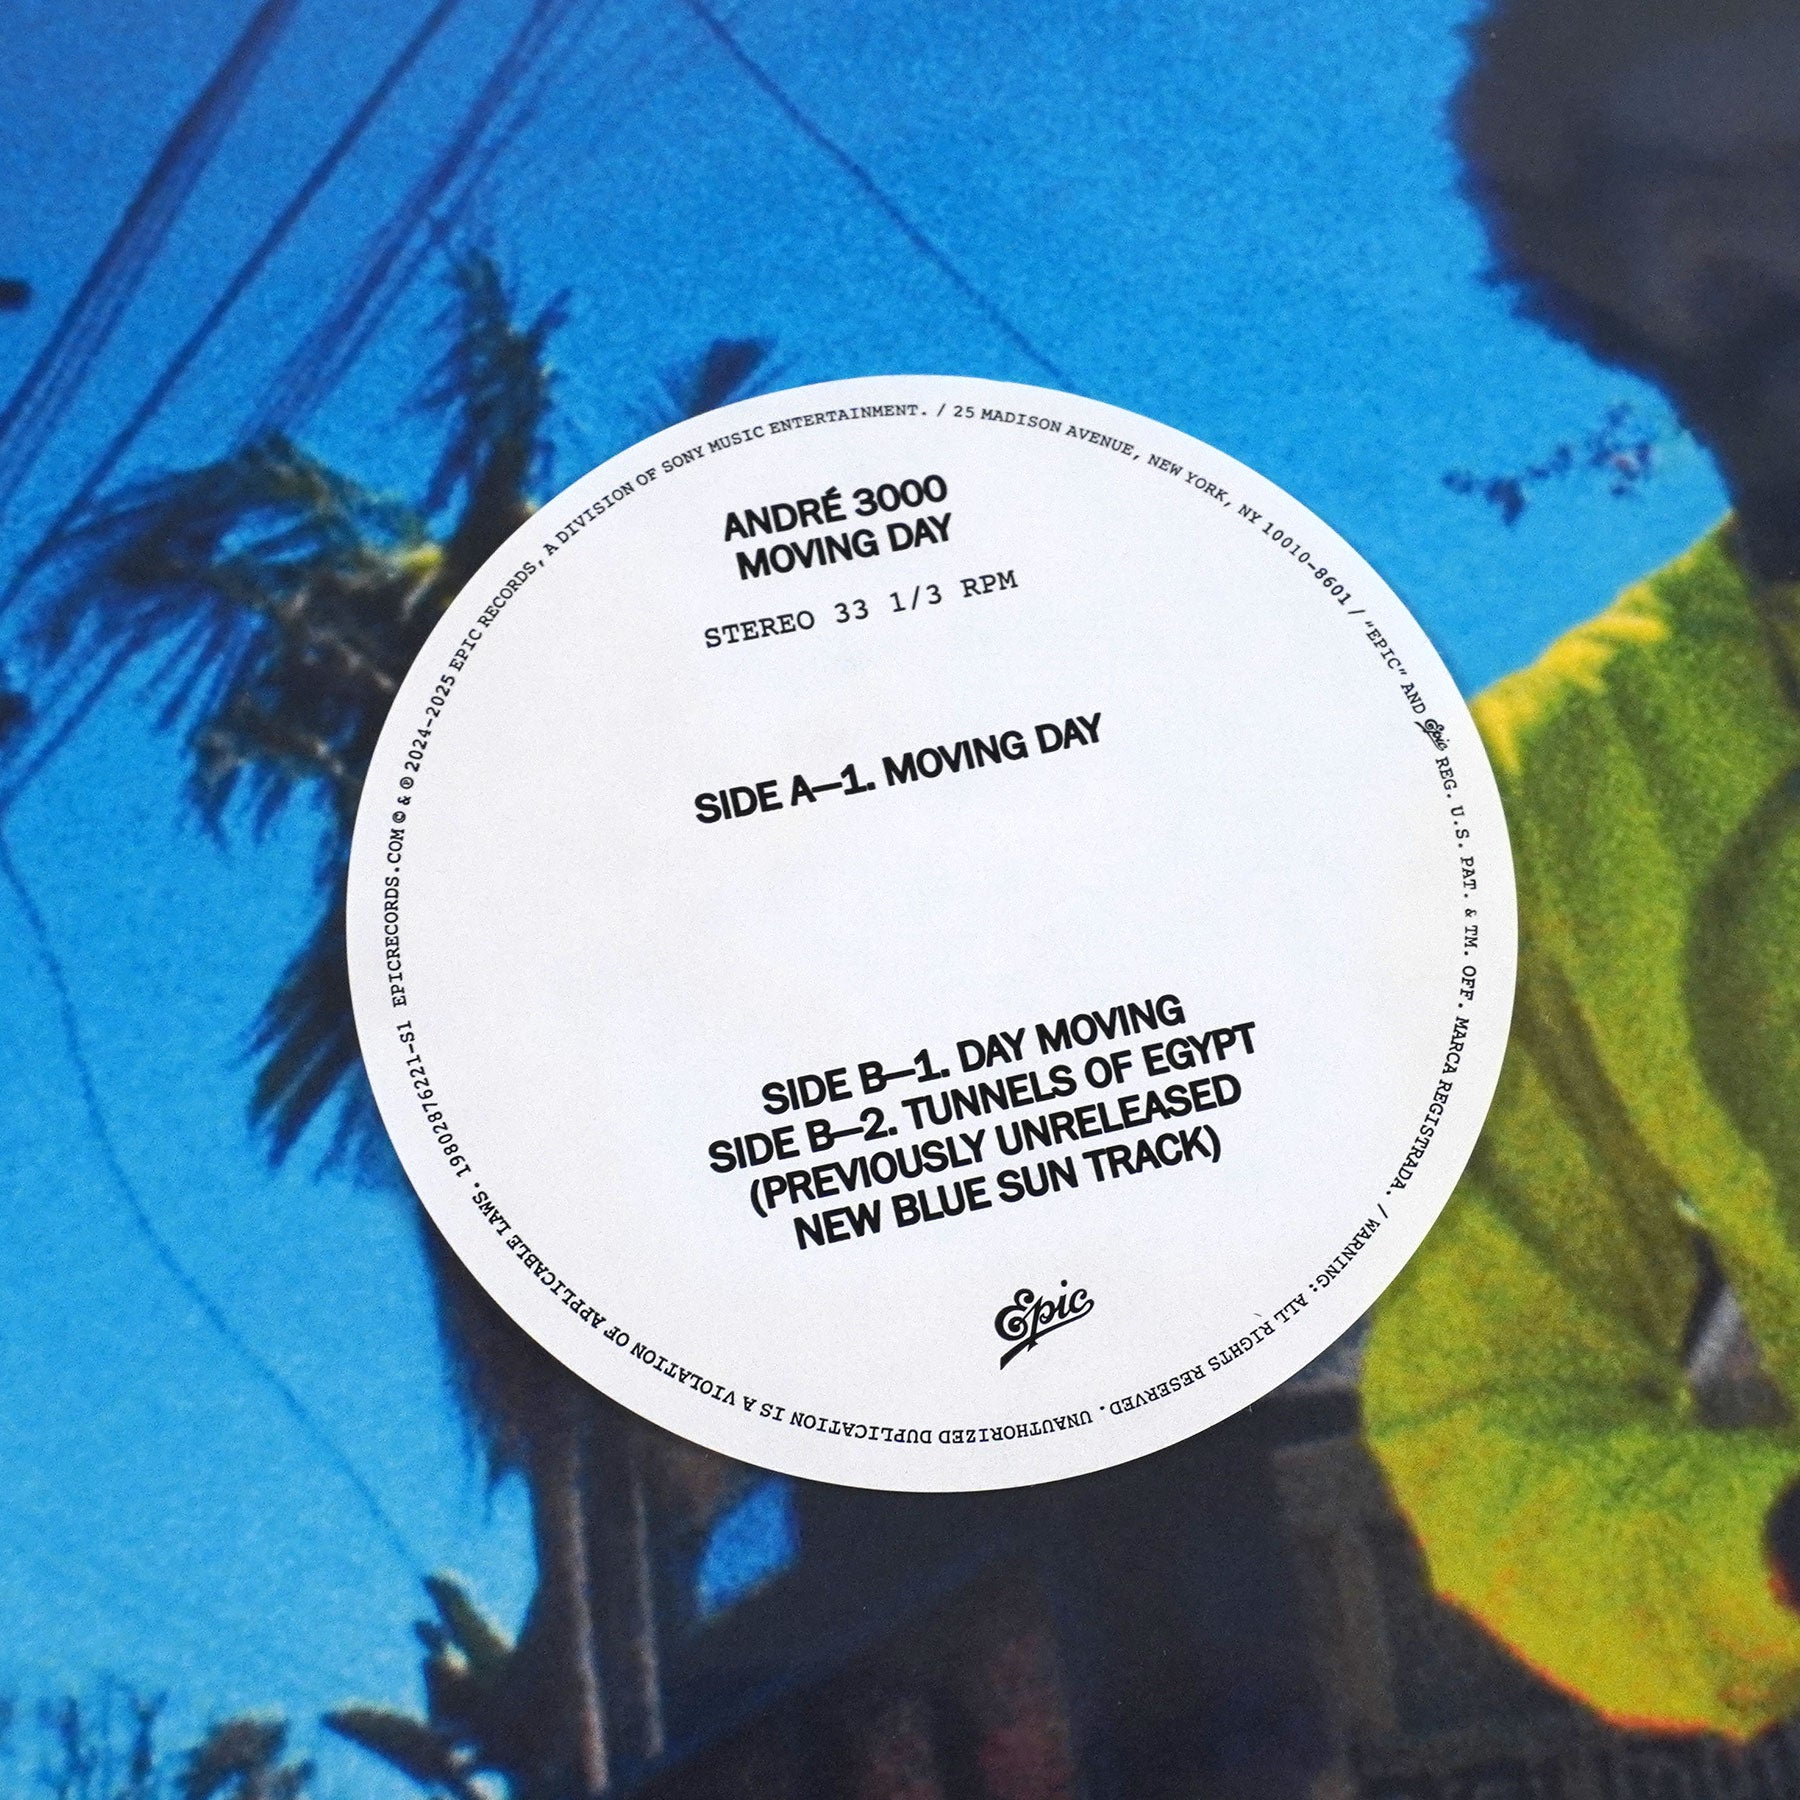 ANDRÉ 3000
MOVING DAY
STEREO 33 1/3 RPM
SIDE A—1. MOVING DAY
SIDE B—1. DAY MOVING
SIDE B—2. TUNNELS OF EGYPT
(PREVIOUSLY UNRELEASED
NEW BLUE SUN TRACK)
Epic
19802876221-S1 EPICRECORDS.COM © & ℗ 2024-2025 EPIC RECORDS, A DIVISION OF SONY MUSIC ENTERTAINMENT. / 25 MADISON AVENUE, NEW YORK, NY 10010-8601 / "EPIC" AND Epic REG. U.S. PAT. & TM. OFF. MARCA REGISTRADA. / WARNING: ALL RIGHTS RESERVED. UNAUTHORIZED DUPLICATION IS A VIOLATION OF APPLICABLE LAWS.